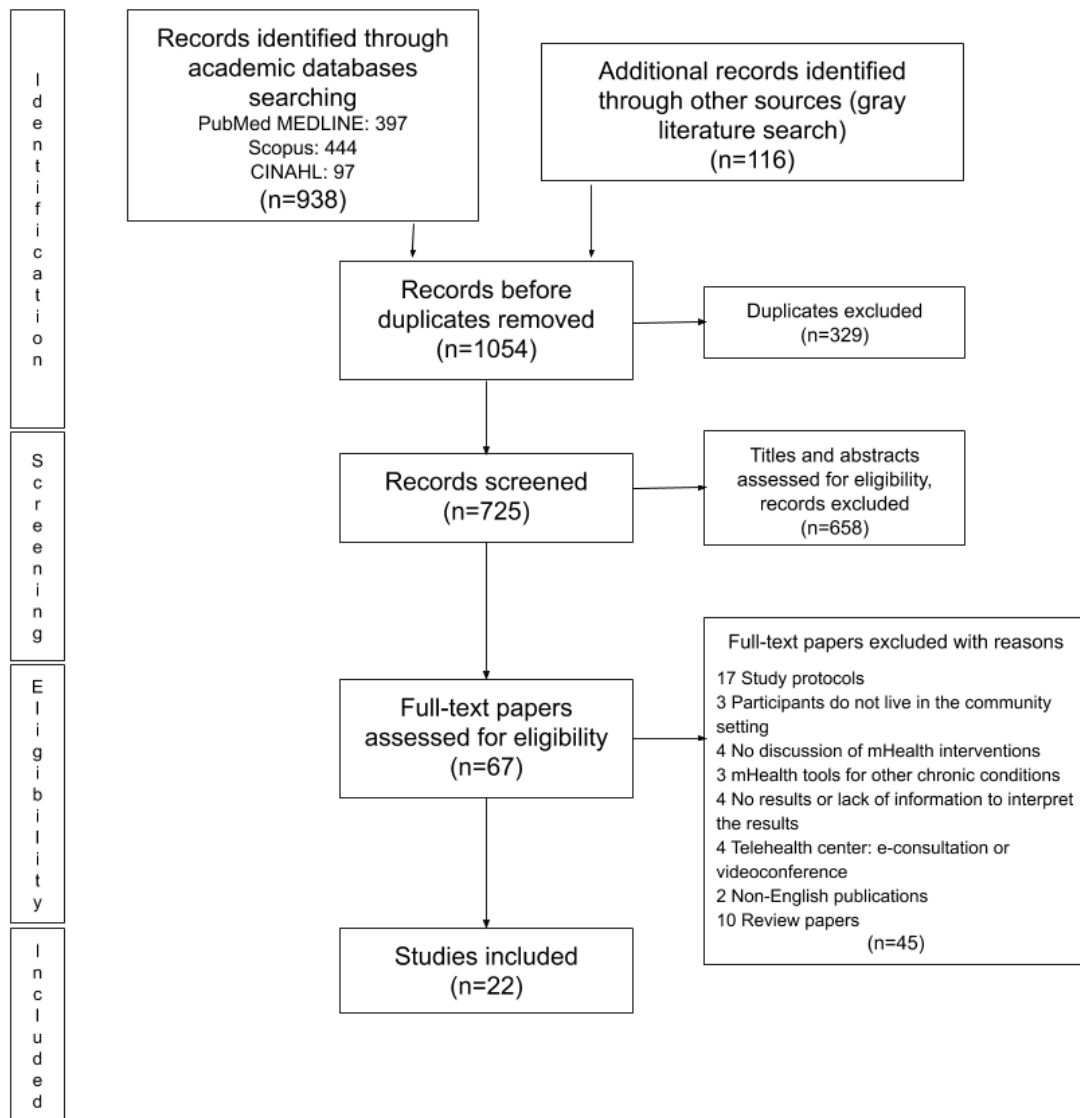 Identification
Records identified through
academic databases
searching
PubMed MEDLINE: 397
Scopus: 444
CINAHL: 97
(n=938)
Additional records identified
through other sources (gray
literature search)
(n=116)
Records before
duplicates removed
(n=1054)
Duplicates excluded
(n=329)
Screening
Records screened
(n=725)
Titles and abstracts
assessed for eligibility,
records excluded
(n=658)
Eligibility
Full-text papers
assessed for eligibility
(n=67)
Full-text papers excluded with reasons
17 Study protocols
3 Participants do not live in the community
setting
4 No discussion of mHealth interventions
3 mHealth tools for other chronic conditions
4 No results or lack of information to interpret
the results
4 Telehealth center: e-consultation or
videoconference
2 Non-English publications
10 Review papers
(n=45)
Included
Studies included
(n=22)